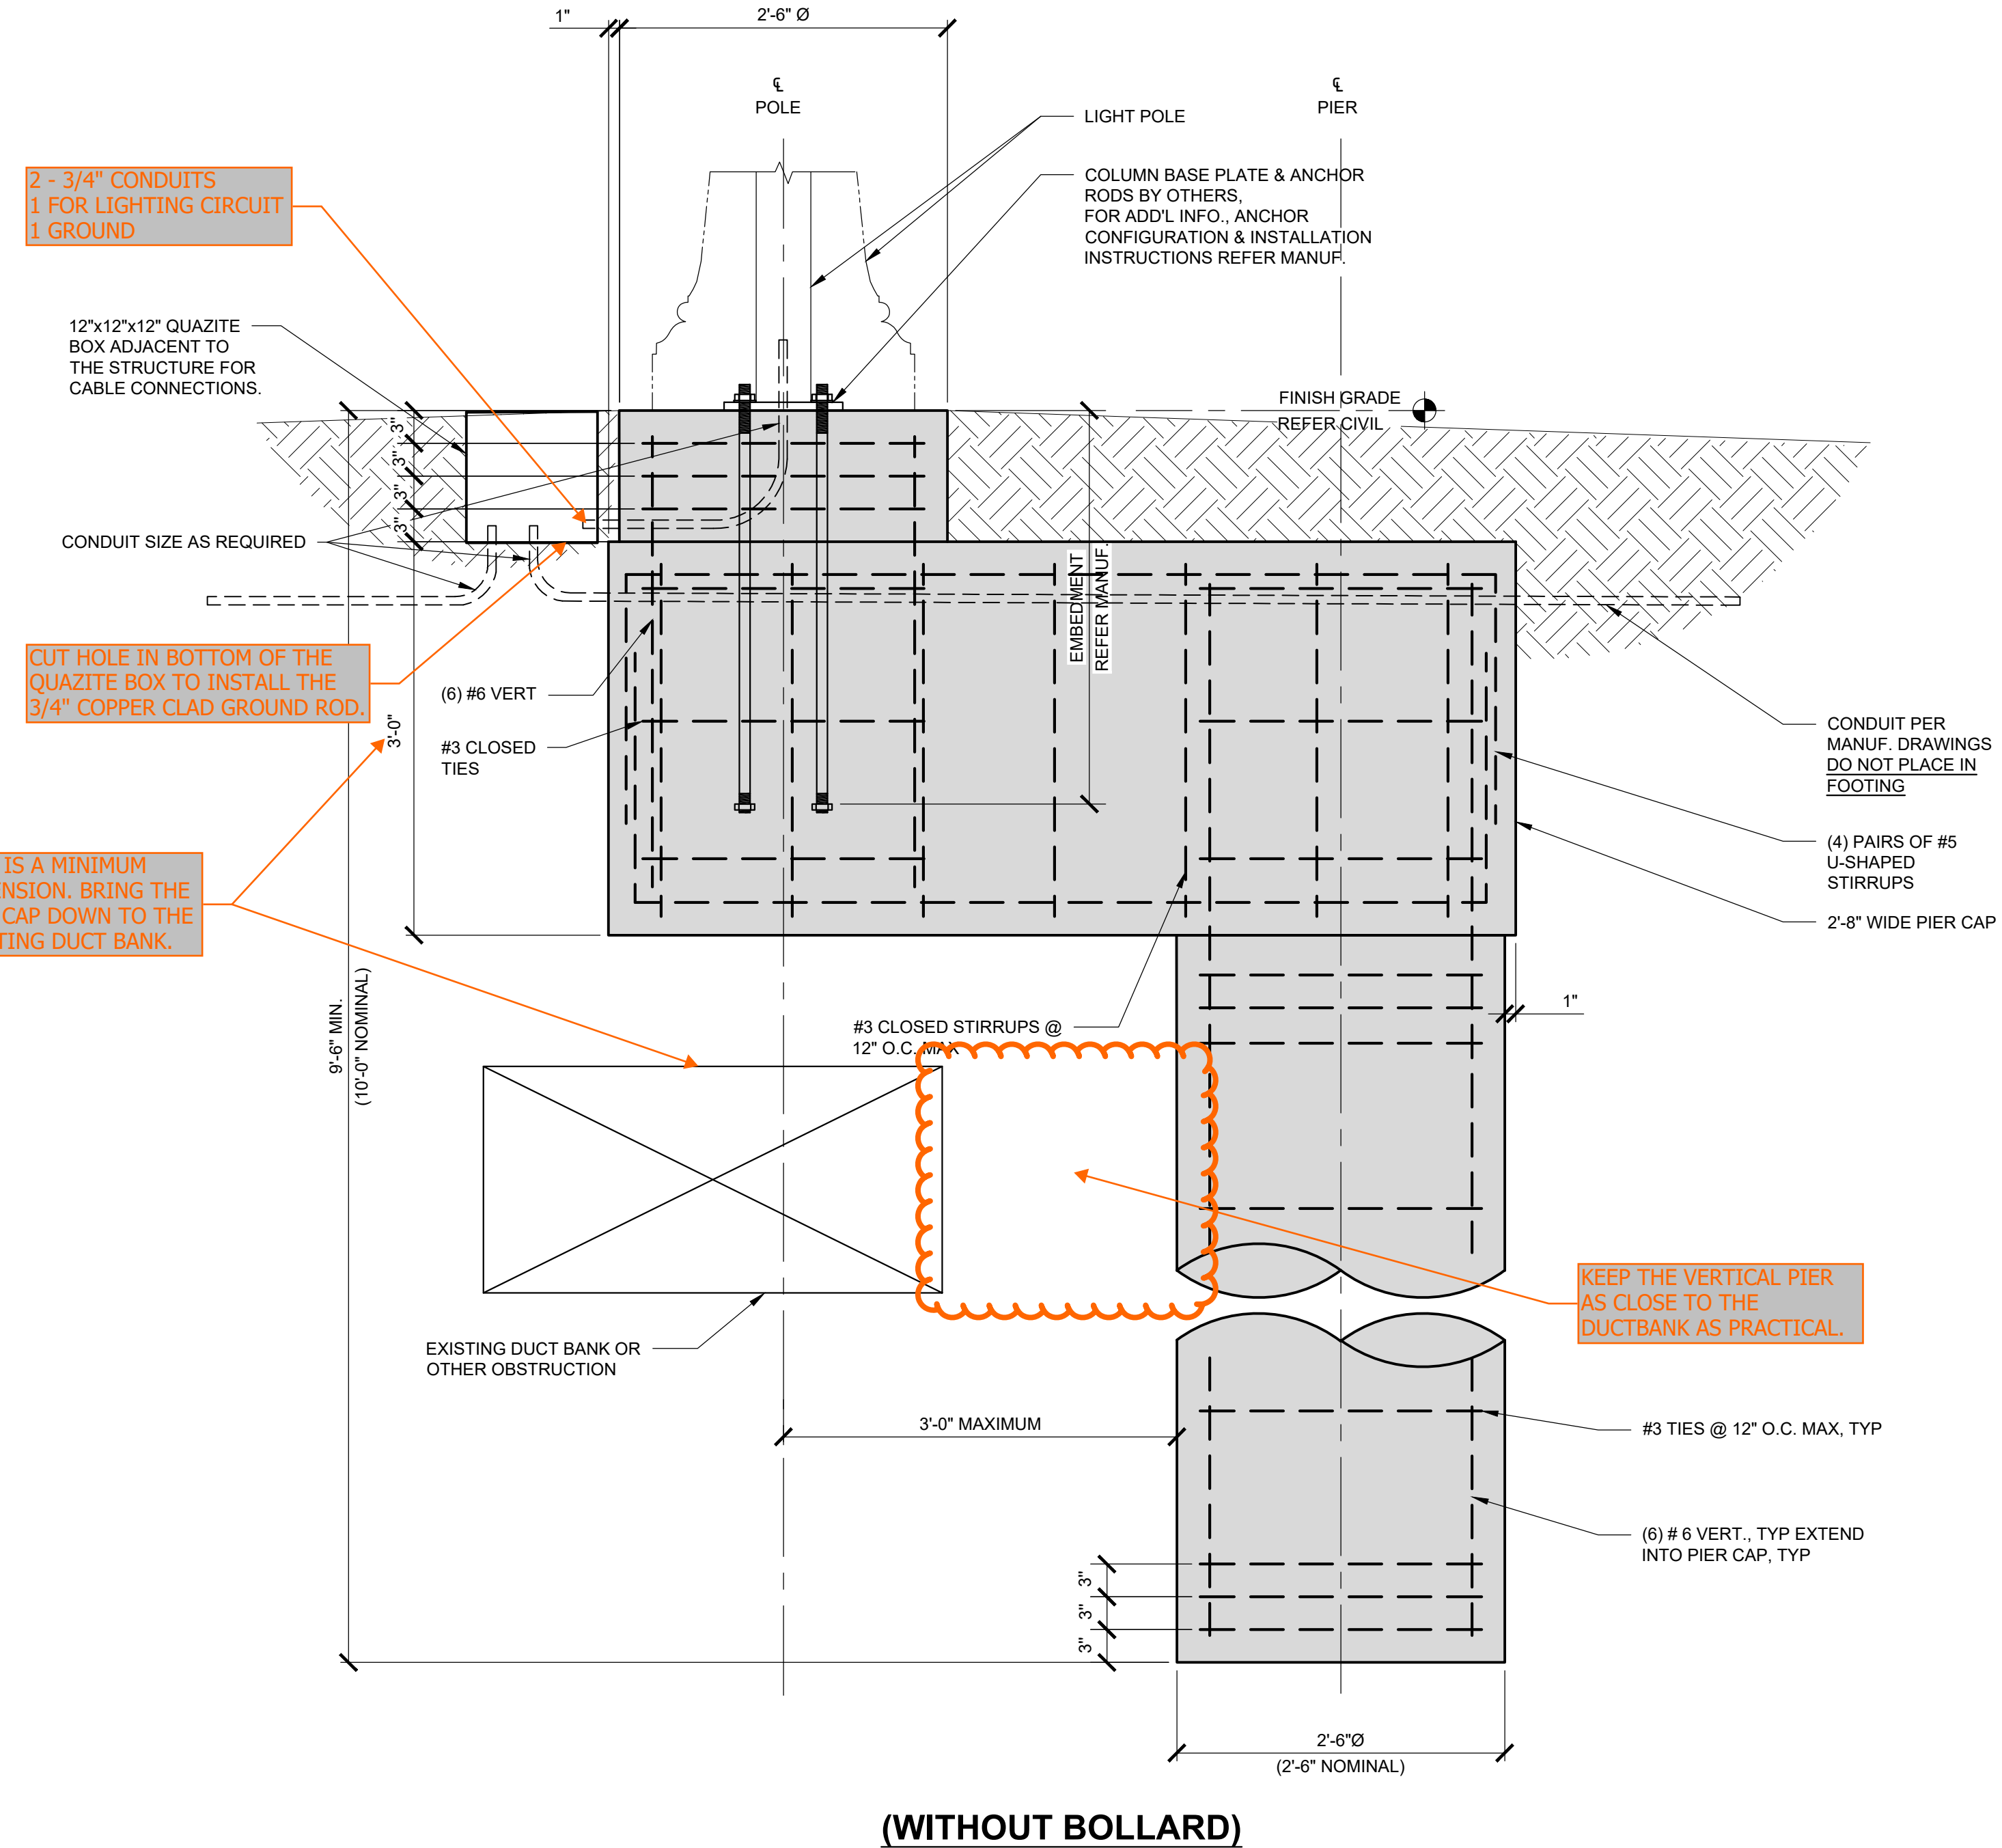 1"
2'-6" Ø
℄
POLE
℄
PIER
LIGHT POLE
COLUMN BASE PLATE & ANCHOR
RODS BY OTHERS,
FOR ADD'L INFO., ANCHOR
CONFIGURATION & INSTALLATION
INSTRUCTIONS REFER MANUF.
2 - 3/4" CONDUITS
1 FOR LIGHTING CIRCUIT
1 GROUND
12"x12"x12" QUAZITE
BOX ADJACENT TO
THE STRUCTURE FOR
CABLE CONNECTIONS.
FINISH GRADE
REFER CIVIL
3"
3"
3"
3"
CONDUIT SIZE AS REQUIRED
EMBEDMENT
REFER MANUF.
CUT HOLE IN BOTTOM OF THE
QUAZITE BOX TO INSTALL THE
3/4" COPPER CLAD GROUND ROD.
(6) #6 VERT
3'-0"
#3 CLOSED
TIES
CONDUIT PER
MANUF. DRAWINGS
DO NOT PLACE IN
FOOTING
(4) PAIRS OF #5
U-SHAPED
STIRRUPS
2'-8" WIDE PIER CAP
IS A MINIMUM
ENSION. BRING THE
CAP DOWN TO THE
TING DUCT BANK.
9'-6" MIN.
(10'-0" NOMINAL)
1"
#3 CLOSED STIRRUPS @
12" O.C. MAX
KEEP THE VERTICAL PIER
AS CLOSE TO THE
DUCTBANK AS PRACTICAL.
EXISTING DUCT BANK OR
OTHER OBSTRUCTION
3'-0" MAXIMUM
#3 TIES @ 12" O.C. MAX, TYP
(6) # 6 VERT., TYP EXTEND
INTO PIER CAP, TYP
3"
3"
3"
2'-6"Ø
(2'-6" NOMINAL)
(WITHOUT BOLLARD)